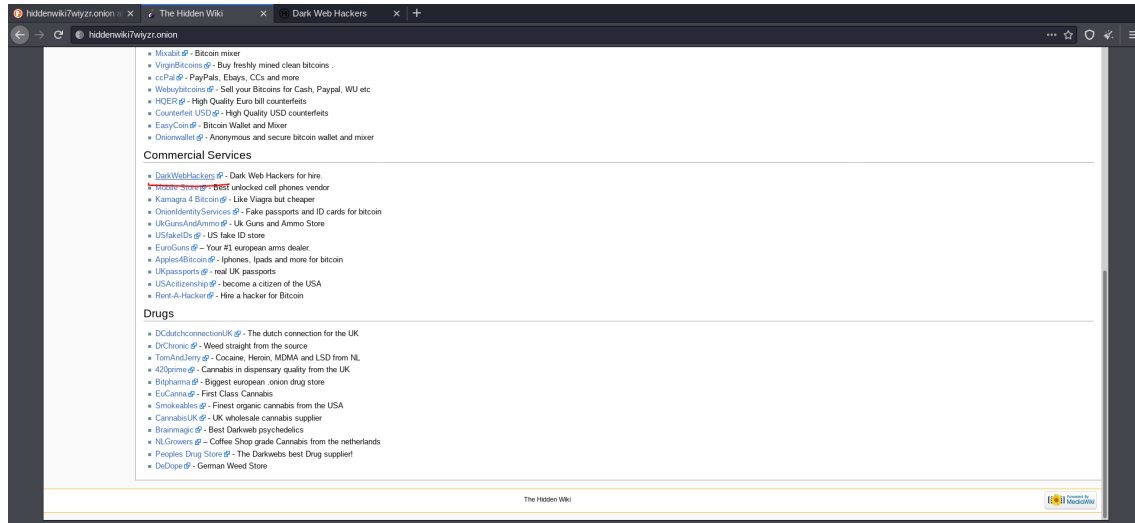 hiddenwiki7wiyzr.onion a
The Hidden Wiki
Dark Web Hackers
hiddenwiki7wiyzr.onion
Mixabit - Bitcoin mixer
VirginBitcoins - Buy freshly mined clean bitcoins .
ccPal - PayPals, Ebays, CCs and more
Webuybitcoins - Sell your Bitcoins for Cash, Paypal, WU etc
HQER - High Quality Euro bill counterfeits
Counterfeit USD - High Quality USD counterfeits
EasyCoin - Bitcoin Wallet and Mixer
Onionwallet - Anonymous and secure bitcoin wallet and mixer
Commercial Services
DarkWebHackers - Dark Web Hackers for hire.
Mobile Store - Best unlocked cell phones vendor
Kamagra 4 Bitcoin - Like Viagra but cheaper
OnionIdentityServices - Fake passports and ID cards for bitcoin
UkGunsAndAmmo - Uk Guns and Ammo Store
USfakeIDs - US fake ID store
EuroGuns – Your #1 european arms dealer.
Apples4Bitcoin - Iphones, Ipads and more for bitcoin
UKpassports - real UK passports
USAcitizenship - become a citizen of the USA
Rent-A-Hacker - Hire a hacker for Bitcoin
Drugs
DCdutchconnectionUK - The dutch connection for the UK
DrChronic - Weed straight from the source
TomAndJerry - Cocaine, Heroin, MDMA and LSD from NL
420prime - Cannabis in dispensary quality from the UK
Bitpharma - Biggest european .onion drug store
EuCanna - First Class Cannabis
Smokeables - Finest organic cannabis from the USA
CannabisUK - UK wholesale cannabis supplier
Brainmagic - Best Darkweb psychedelics
NLGrowers – Coffee Shop grade Cannabis from the netherlands
Peoples Drug Store - The Darkwebs best Drug supplier!
DeDope - German Weed Store
The Hidden Wiki
Powered By
MediaWiki